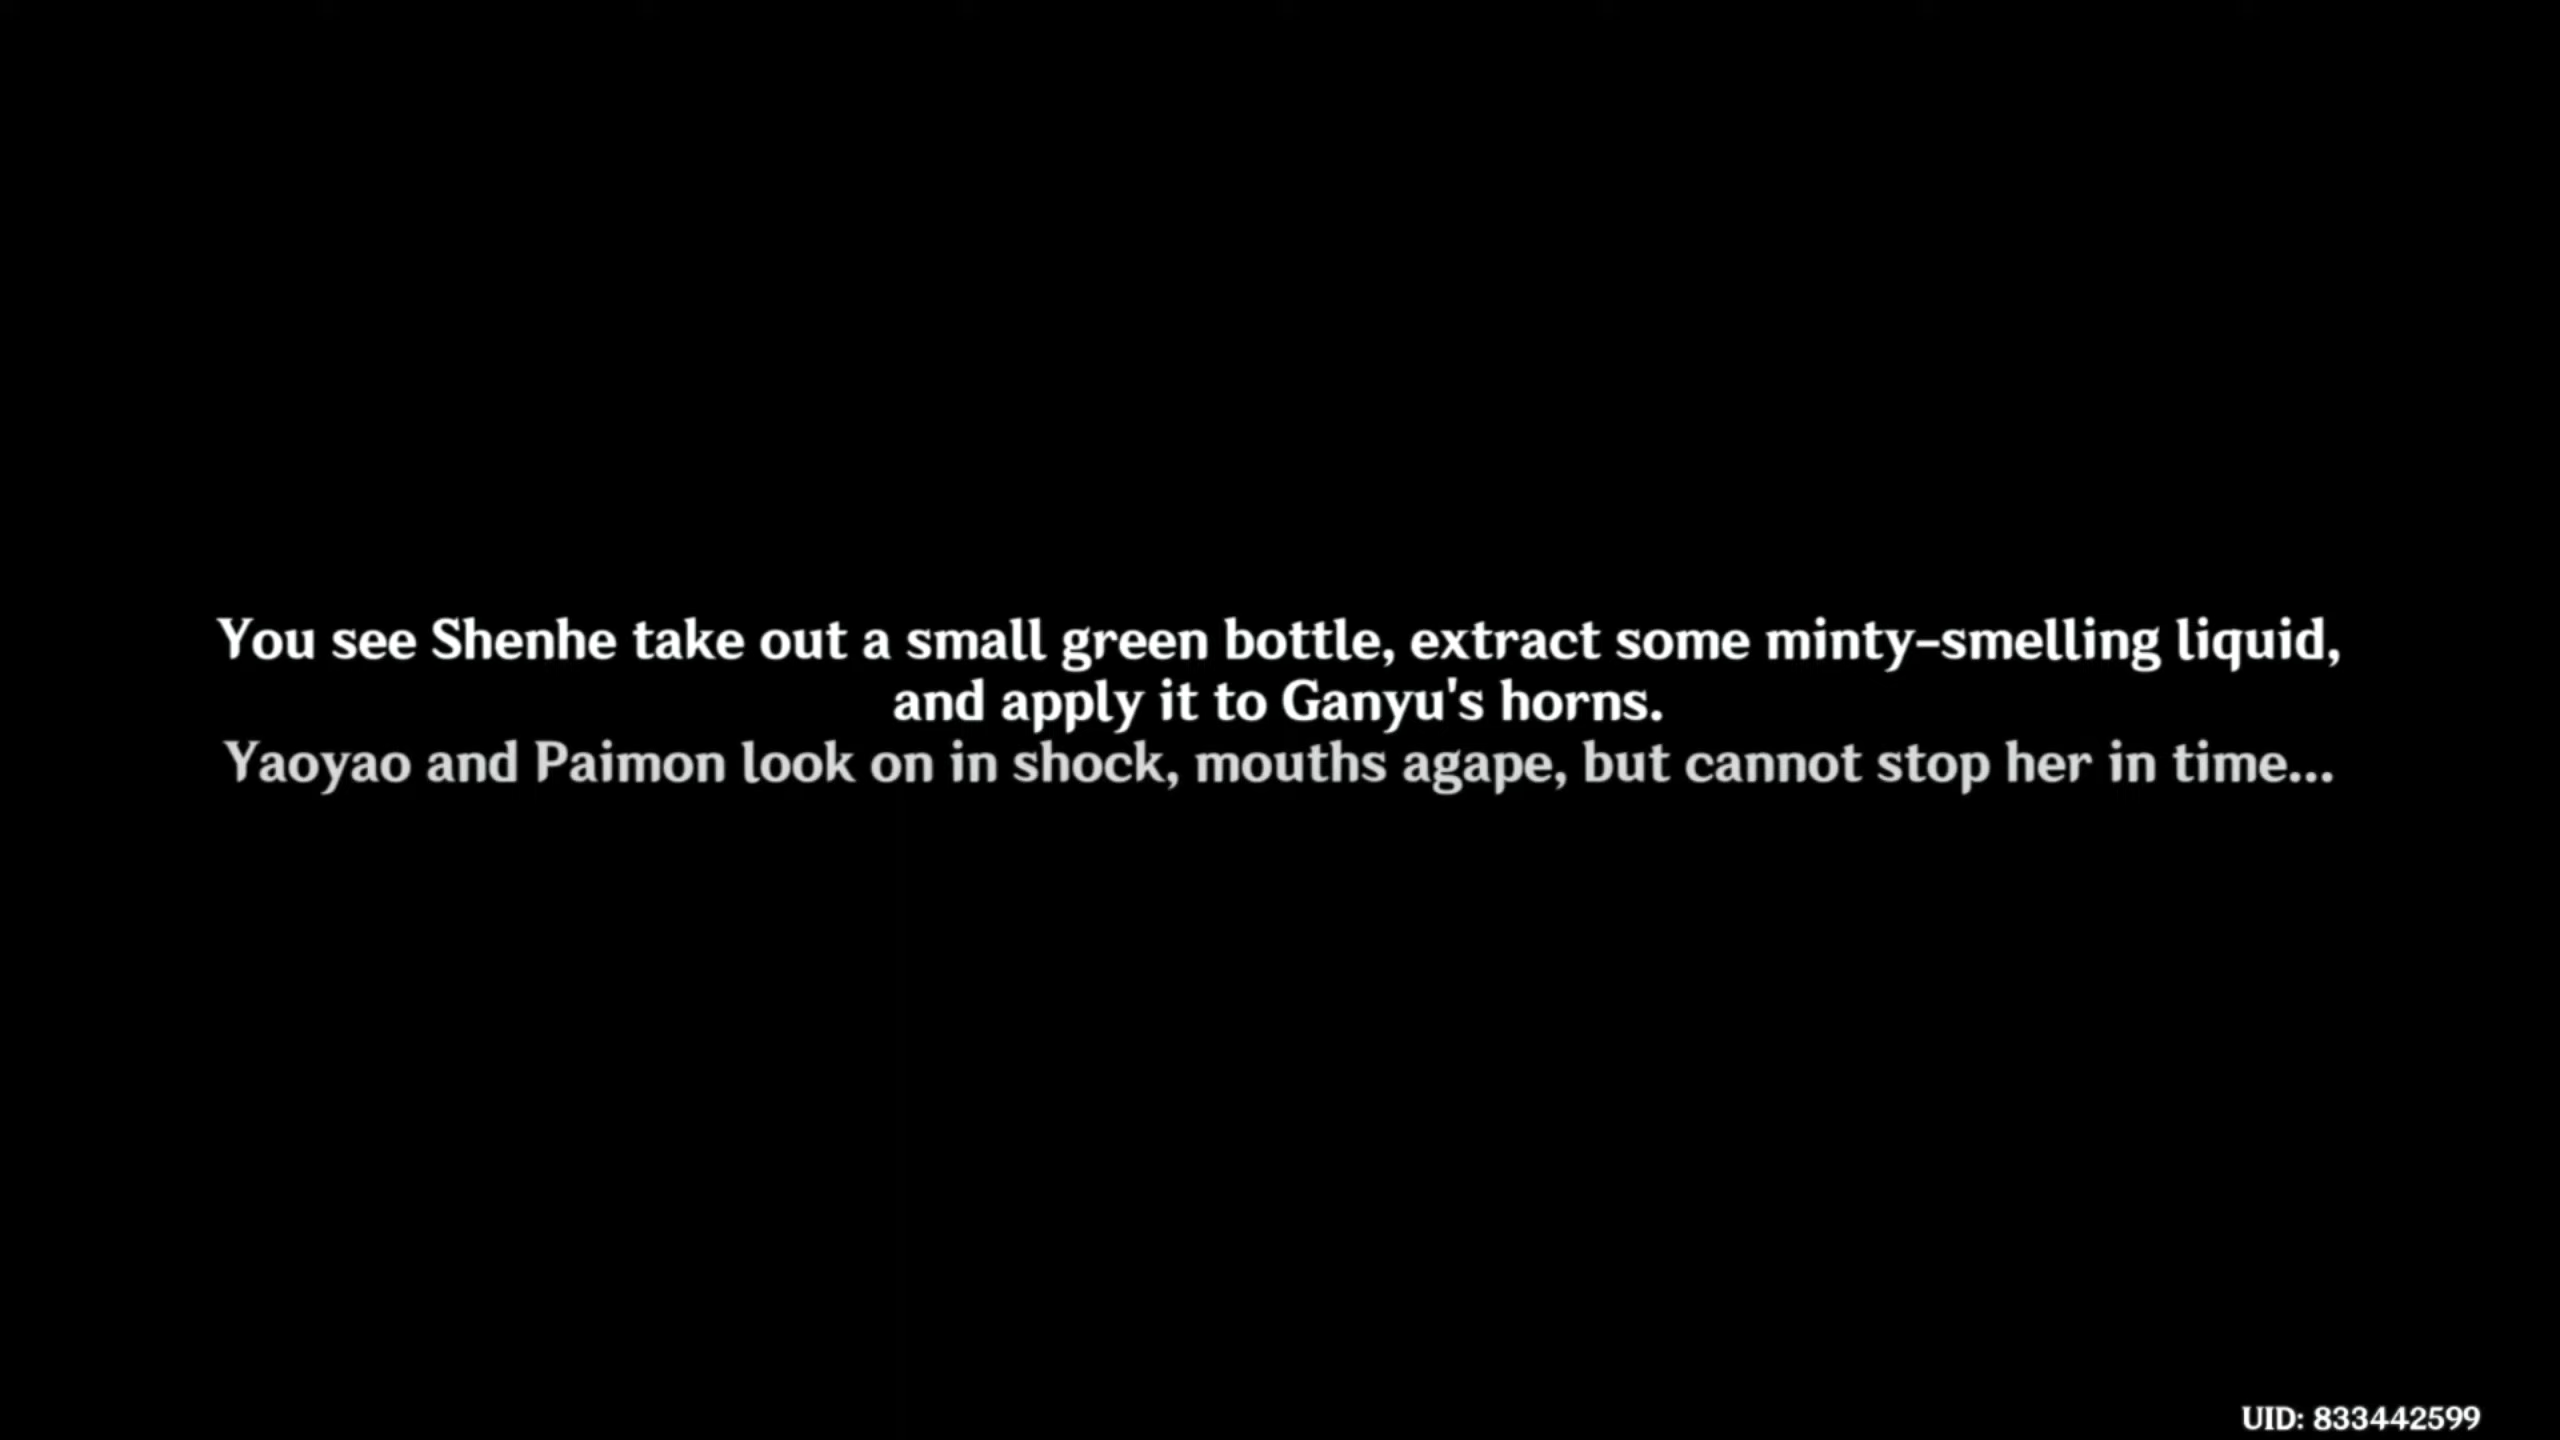 You see Shenhe take out a small green bottle, extract some minty-smelling liquid,
and apply it to Ganyu's horns.
Yaoyao and Paimon look on in shock, mouths agape, but cannot stop her in time...
UID: 833442599